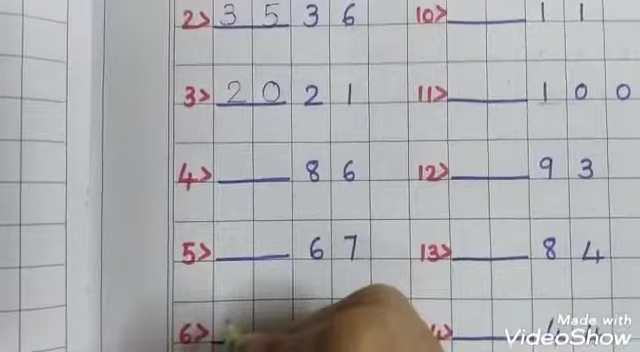 2> 3 5 3 6
3> 2 0 2 1
4> ___ 8 6
5> ___ 6 7
6>
10> ___ 1 1
11> ___ 1 0 0
12> ___ 9 3
13> ___ 8 4
Made with
VideoShow